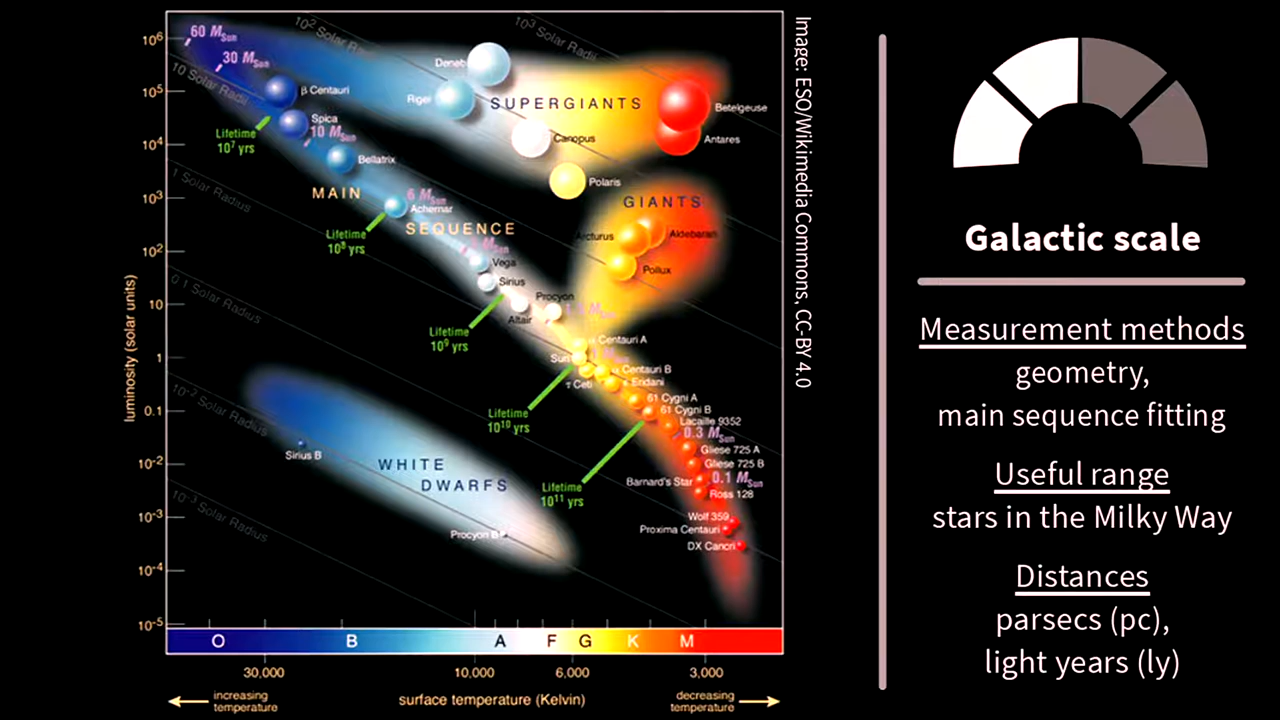 10² Solar Radii
10³ Solar Radii
10⁶
60 M Sun
30 M Sun
Deneb
10 Solar Radii
10⁵
β Centauri
Rigel
SUPERGIANTS
Betelgeuse
Spica
10 M Sun
Lifetime
10⁷ yrs
Canopus
Antares
10⁴
Bellatrix
1 Solar Radius
Polaris
MAIN
6 M Sun
10³
Achernar
GIANTS
SEQUENCE
Lifetime
10⁸ yrs
Arcturus
Aldebaran
10²
Vega
Pollux
0.1 Solar Radius
Sirius
10
Procyon
Altair
Lifetime
10⁹ yrs
α Centauri A
1
Sun
α Centauri B
τ Ceti
ε Eridani
10⁻² Solar Radius
61 Cygni A
0.1
61 Cygni B
Lifetime
10¹⁰ yrs
Lacaille 9352
0.3 M Sun
Gliese 725 A
Sirius B
10⁻²
WHITE
DWARFS
Gliese 725 B
0.1 M Sun
Barnard's Star
Ross 128
Lifetime
10¹¹ yrs
10⁻³ Solar Radius
10⁻³
Wolf 359
Proxima Centauri
Procyon B
DX Cancri
10⁻⁴
10⁻⁵
luminosity (solar units)
O B A F G K M
30,000 10,000 6,000 3,000
increasing
temperature
surface temperature (Kelvin)
decreasing
temperature
Image: ESO/Wikimedia Commons, CC-BY 4.0
Galactic scale
Measurement methods
geometry,
main sequence fitting
Useful range
stars in the Milky Way
Distances
parsecs (pc),
light years (ly)